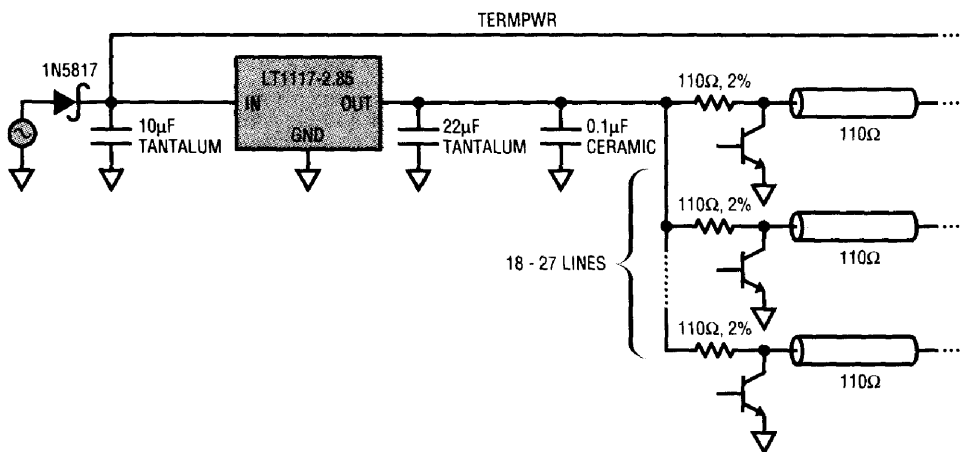 TERMPWR
1N5817
LT1117-2.85
IN
OUT
GND
10µF
TANTALUM
22µF
TANTALUM
0.1µF
CERAMIC
110Ω, 2%
110Ω
110Ω, 2%
110Ω
18 - 27 LINES
110Ω, 2%
110Ω